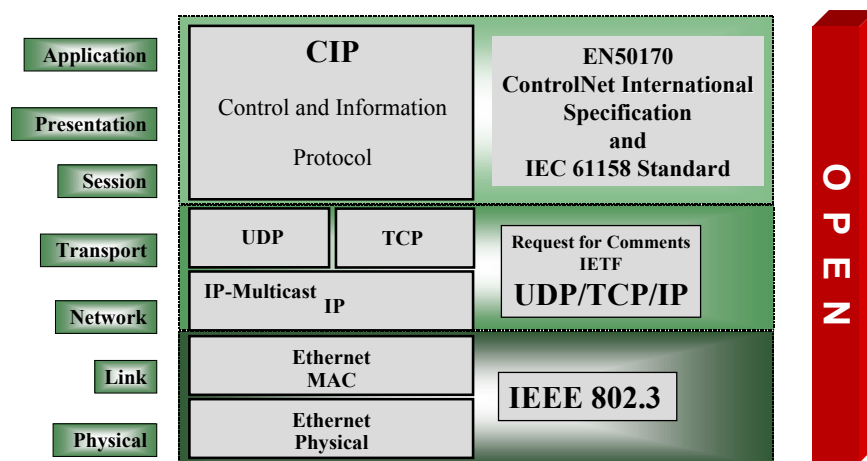 Application
Presentation
Session
Transport
Network
Link
Physical
CIP
Control and Information
Protocol
UDP
TCP
IP-Multicast
IP
Ethernet
MAC
Ethernet
Physical
EN50170
ControlNet International
Specification
and
IEC 61158 Standard
Request for Comments
IETF
UDP/TCP/IP
IEEE 802.3
OPEN